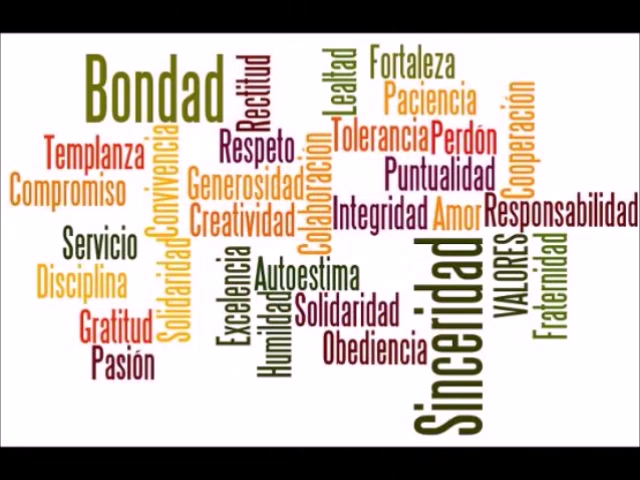 Bondad
Rectitud
Lealtad
Fortaleza
Paciencia
Cooperación
Templanza
Convivencia
Respeto
Colaboración
Tolerancia
Perdón
Compromiso
Generosidad
Puntualidad
Creatividad
Integridad
Amor
Responsabilidad
Servicio
Solidaridad
Excelencia
Autoestima
Sinceridad
VALORES
Fraternidad
Disciplina
Humildad
Solidaridad
Gratitud
Obediencia
Pasión